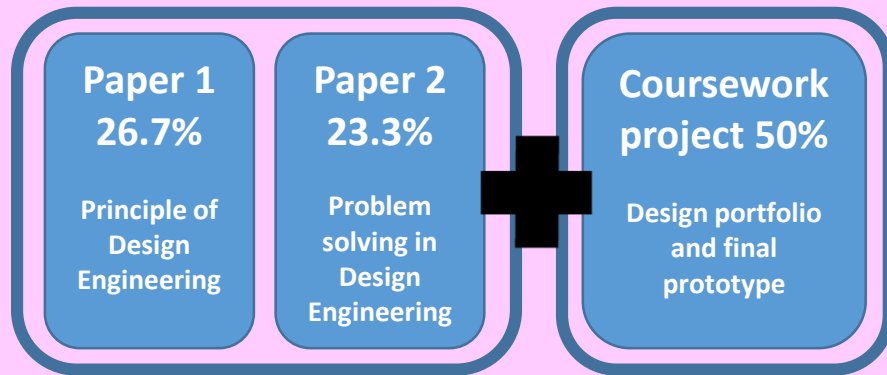 Paper 1
26.7%
Principle of
Design
Engineering
Paper 2
23.3%
Problem
solving in
Design
Engineering
Coursework
project 50%
Design portfolio
and final
prototype